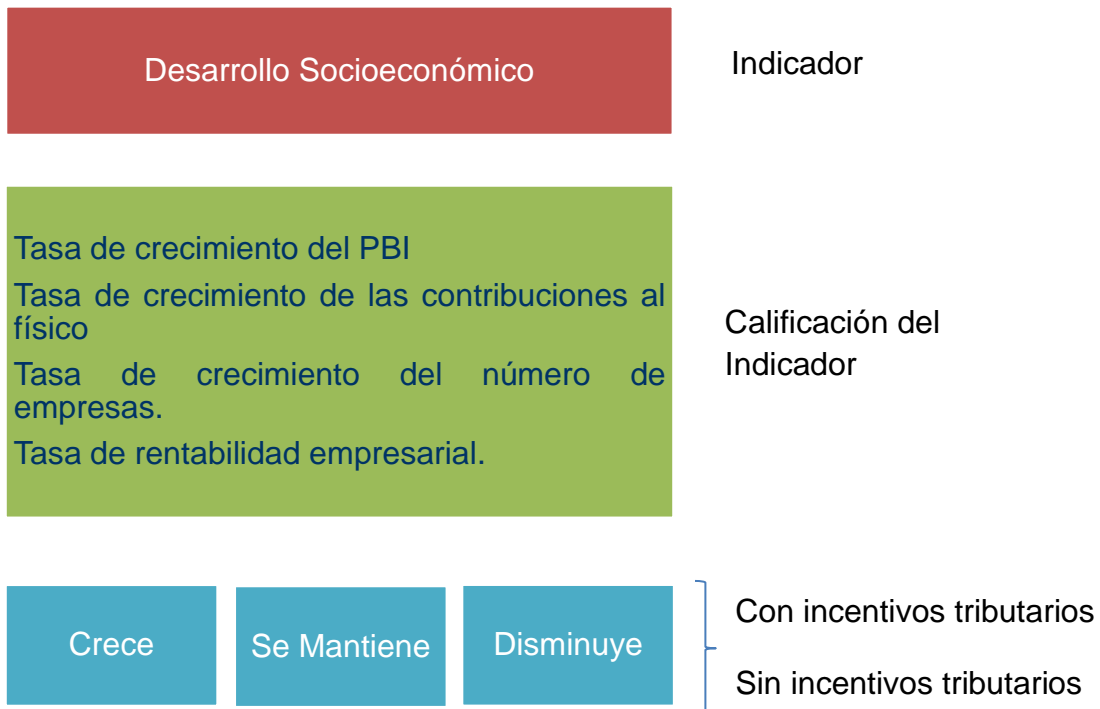 Desarrollo Socioeconómico
Indicador
Tasa de crecimiento del PBI
Tasa de crecimiento de las contribuciones al
físico
Tasa de crecimiento del número de
empresas.
Tasa de rentabilidad empresarial.
Calificación del
Indicador
Crece
Se Mantiene
Disminuye
Con incentivos tributarios
Sin incentivos tributarios